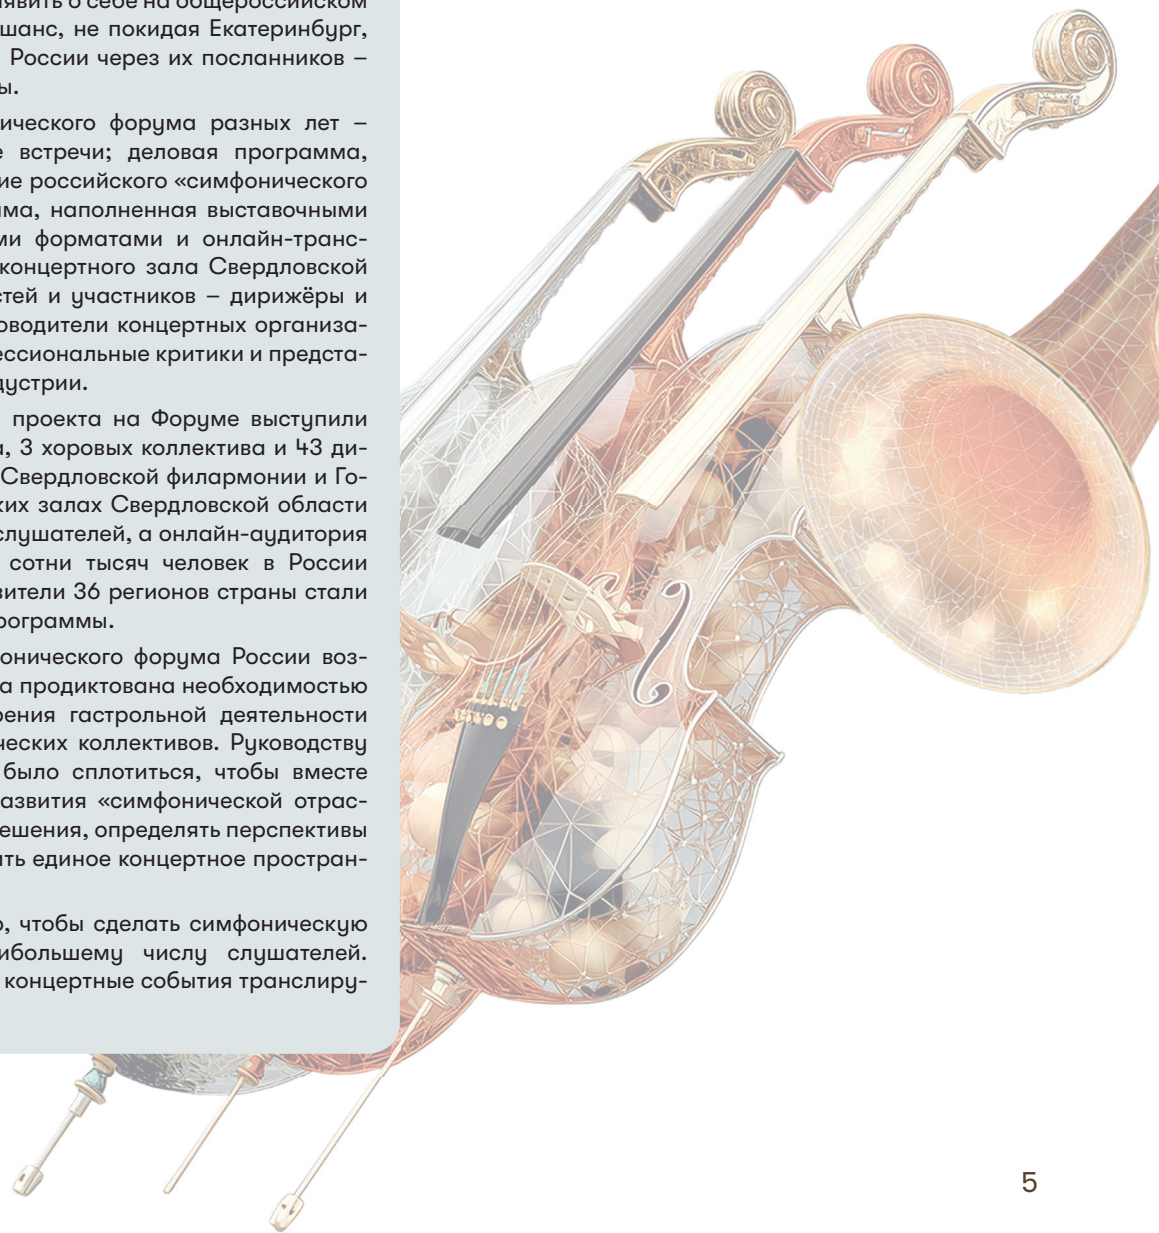 явить о себе на общероссийском
шанс, не покидая Екатеринбург,
России через их посланников –
ы.
ического форума разных лет –
е встречи; деловая программа,
ие российского «симфонического
ма, наполненная выставочными
ми форматами и онлайн-транс-
концертного зала Свердловской
стей и участников – дирижёры и
оводители концертных организа-
ессиональные критики и предста-
дустрии.
проекта на Форуме выступили
а, 3 хоровых коллектива и 43 ди-
Свердловской филармонии и Го-
ких залах Свердловской области
слушателей, а онлайн-аудитория
сотни тысяч человек в России
вители 36 регионов страны стали
рограммы.
онического форума России воз-
а продиктована необходимостью
рения гастрольной деятельности
ческих коллективов. Руководству
было сплотиться, чтобы вместе
азвития «симфонической отрас-
ешения, определять перспективы
ать единое концертное простран-
о, чтобы сделать симфоническую
ибольшему числу слушателей.
концертные события транслиру-
5